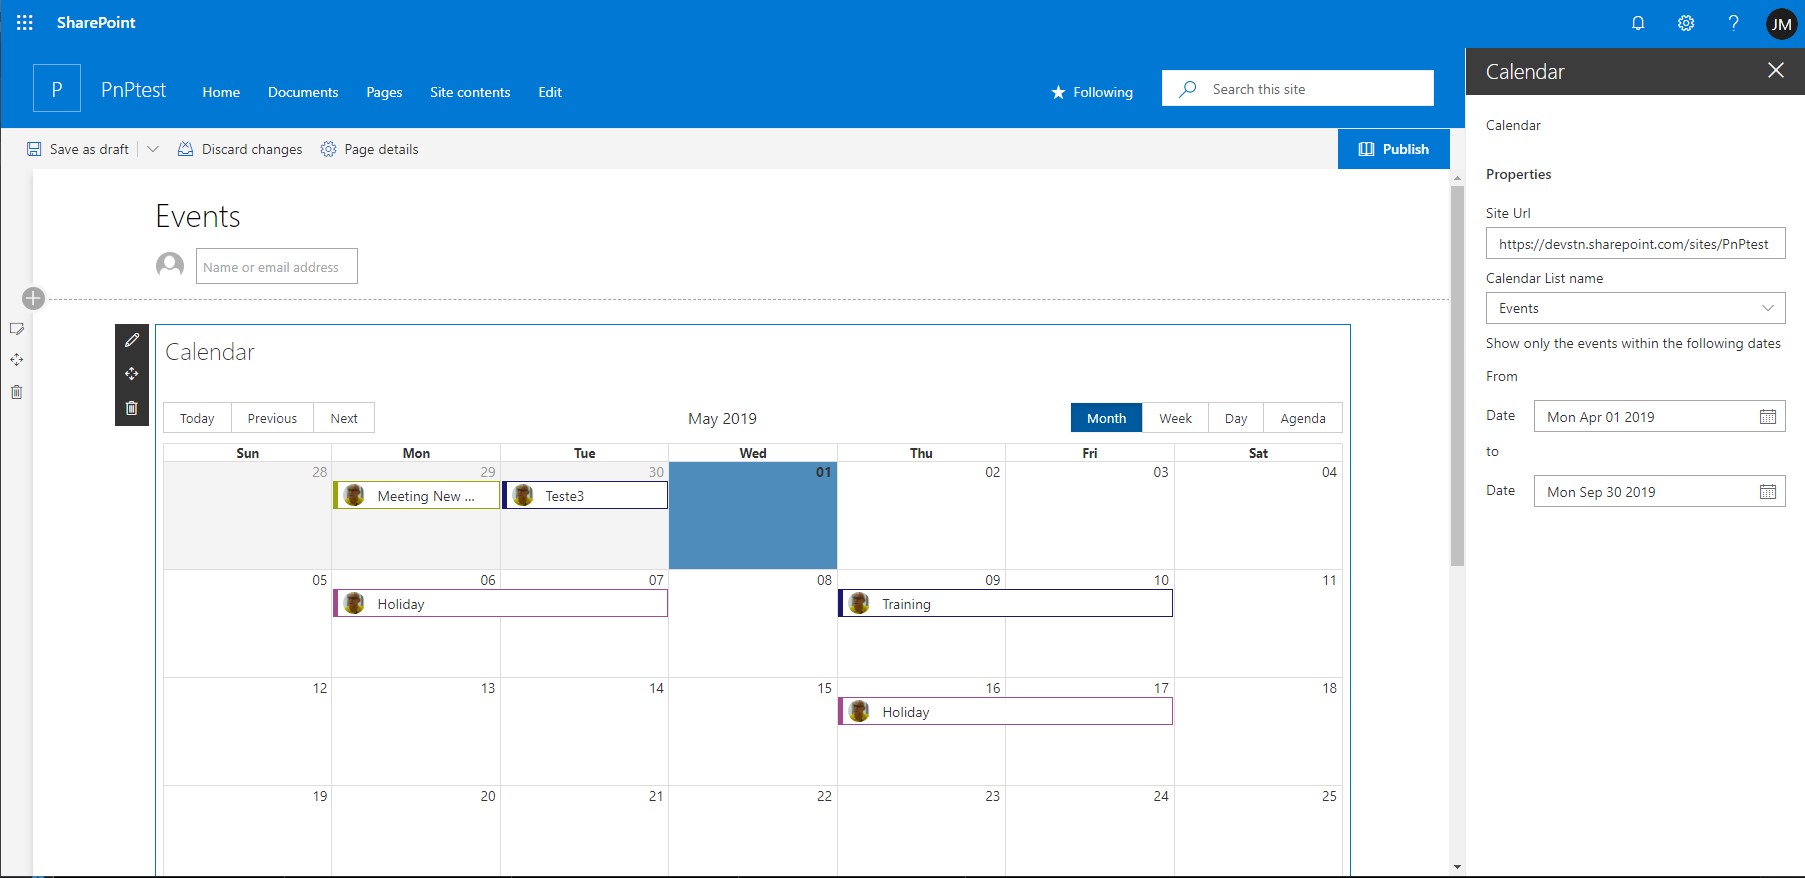 SharePoint
JM
P PnPtest Home Documents Pages Site contents Edit Following Search this site
Save as draft Discard changes Page details Publish
Events
Name or email address
Calendar
Today Previous Next May 2019 Month Week Day Agenda
Sun Mon Tue Wed Thu Fri Sat
28 29 30 01 02 03 04
Meeting New ... Teste3
05 06 07 08 09 10 11
Holiday Training
12 13 14 15 16 17 18
Holiday
19 20 21 22 23 24 25
Calendar
Calendar
Properties
Site Url
https://devstn.sharepoint.com/sites/PnPtest
Calendar List name
Events
Show only the events within the following dates
From
Date Mon Apr 01 2019
to
Date Mon Sep 30 2019